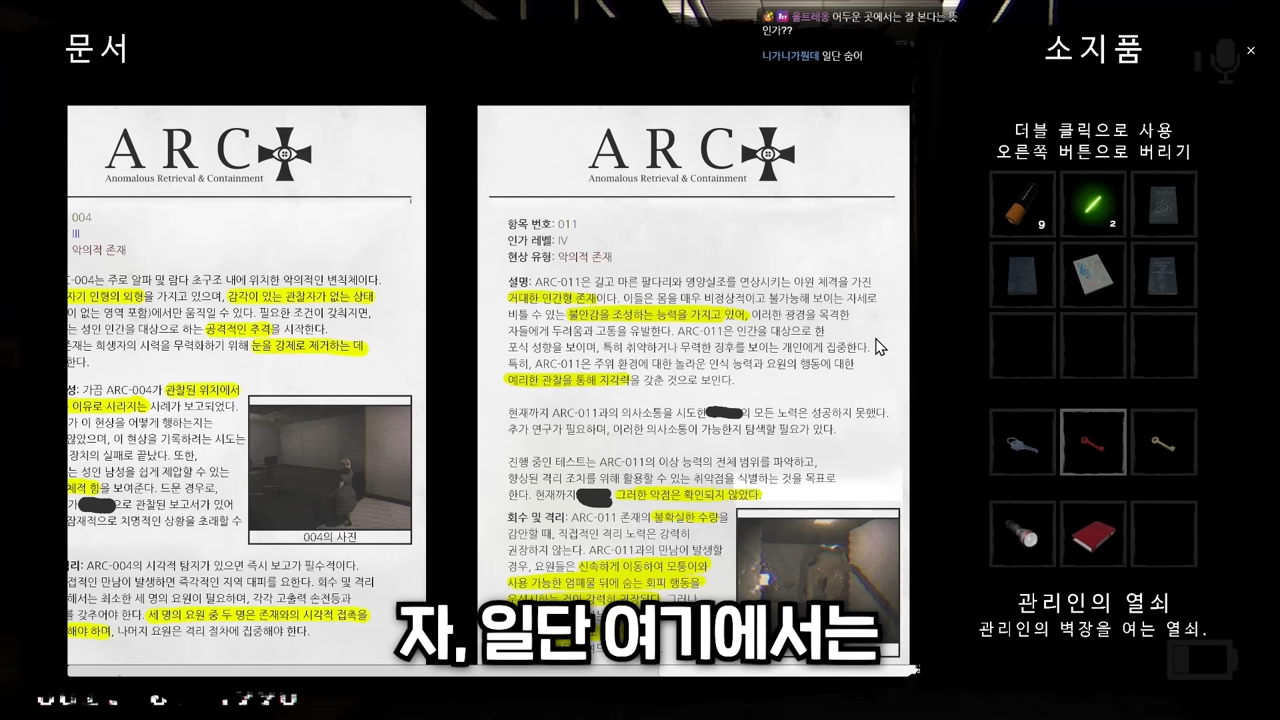 문서
울트레옹 어두운 곳에서는 잘 본다는 뜻
인가??
니가니가뭔데 일단 숨어
소지품
×
더블 클릭으로 사용
오른쪽 버튼으로 버리기
9
2
관리인의 열쇠
관리인의 벽장을 여는 열쇠.
ARC
Anomalous Retrieval & Containment
004
III
악의적 존재
-004는 주로 알파 및 람다 초구조 내에 위치한 악의적인 변칙체이다.
자기 인형의 외형을 가지고 있으며, 감각이 있는 관찰자가 없는 상태
이 없는 영역 포함)에서만 움직일 수 있다. 필요한 조건이 갖춰지면,
는 성인 인간을 대상으로 하는 공격적인 추격을 시작한다.
존재는 희생자의 시력을 무력화하기 위해 눈을 강제로 제거하는 데
한다.
성: 가끔 ARC-004가 관찰된 위치에서
이유로 사라지는 사례가 보고되었다.
가 이 현상을 어떻게 행하는지는
않았으며, 이 현상을 기록하려는 시도는
장치의 실패로 끝났다. 또한,
는 성인 남성을 쉽게 제압할 수 있는
체적 힘을 보여준다. 드문 경우로,
가 으로 관찰된 보고서가 있어
잠재적으로 치명적인 상황을 초래할 수
004의 사진
리: ARC-004의 시각적 탐지가 있으면 즉시 보고가 필수적이다.
접적인 만남이 발생하면 즉각적인 지역 대피를 요한다. 회수 및 격리
해서는 최소한 세 명의 요원이 필요하며, 각각 고출력 손전등과
를 갖추어야 한다. 세 명의 요원 중 두 명은 존재와의 시각적 접촉을
해야 하며, 나머지 요원은 격리 절차에 집중해야 한다.
ARC
Anomalous Retrieval & Containment
항목 번호: 011
인가 레벨: IV
현상 유형: 악의적 존재
설명: ARC-011은 길고 마른 팔다리와 영양실조를 연상시키는 야윈 체격을 가진
거대한 인간형 존재이다. 이들은 몸을 매우 비정상적이고 불가능해 보이는 자세로
비틀 수 있는 불안감을 조성하는 능력을 가지고 있어, 이러한 광경을 목격한
자들에게 두려움과 고통을 유발한다. ARC-011은 인간을 대상으로 한
포식 성향을 보이며, 특히 취약하거나 무력한 징후를 보이는 개인에게 집중한다.
특히, ARC-011은 주위 환경에 대한 놀라운 인식 능력과 요원의 행동에 대한
예리한 관찰을 통해 지각력을 갖춘 것으로 보인다.
현재까지 ARC-011과의 의사소통을 시도한 의 모든 노력은 성공하지 못했다.
추가 연구가 필요하며, 이러한 의사소통이 가능한지 탐색할 필요가 있다.
진행 중인 테스트는 ARC-011의 이상 능력의 전체 범위를 파악하고,
향상된 격리 조치를 위해 활용할 수 있는 취약점을 식별하는 것을 목표로
한다. 현재까지 그러한 약점은 확인되지 않았다.
회수 및 격리: ARC-011 존재의 불확실한 수량을
감안할 때, 직접적인 격리 노력은 강력히
권장하지 않는다. ARC-011과의 만남이 발생할
경우, 요원들은 신속하게 이동하여 모퉁이와
사용 가능한 엄폐물 뒤에 숨는 회피 행동을
자, 일단 여기에서는